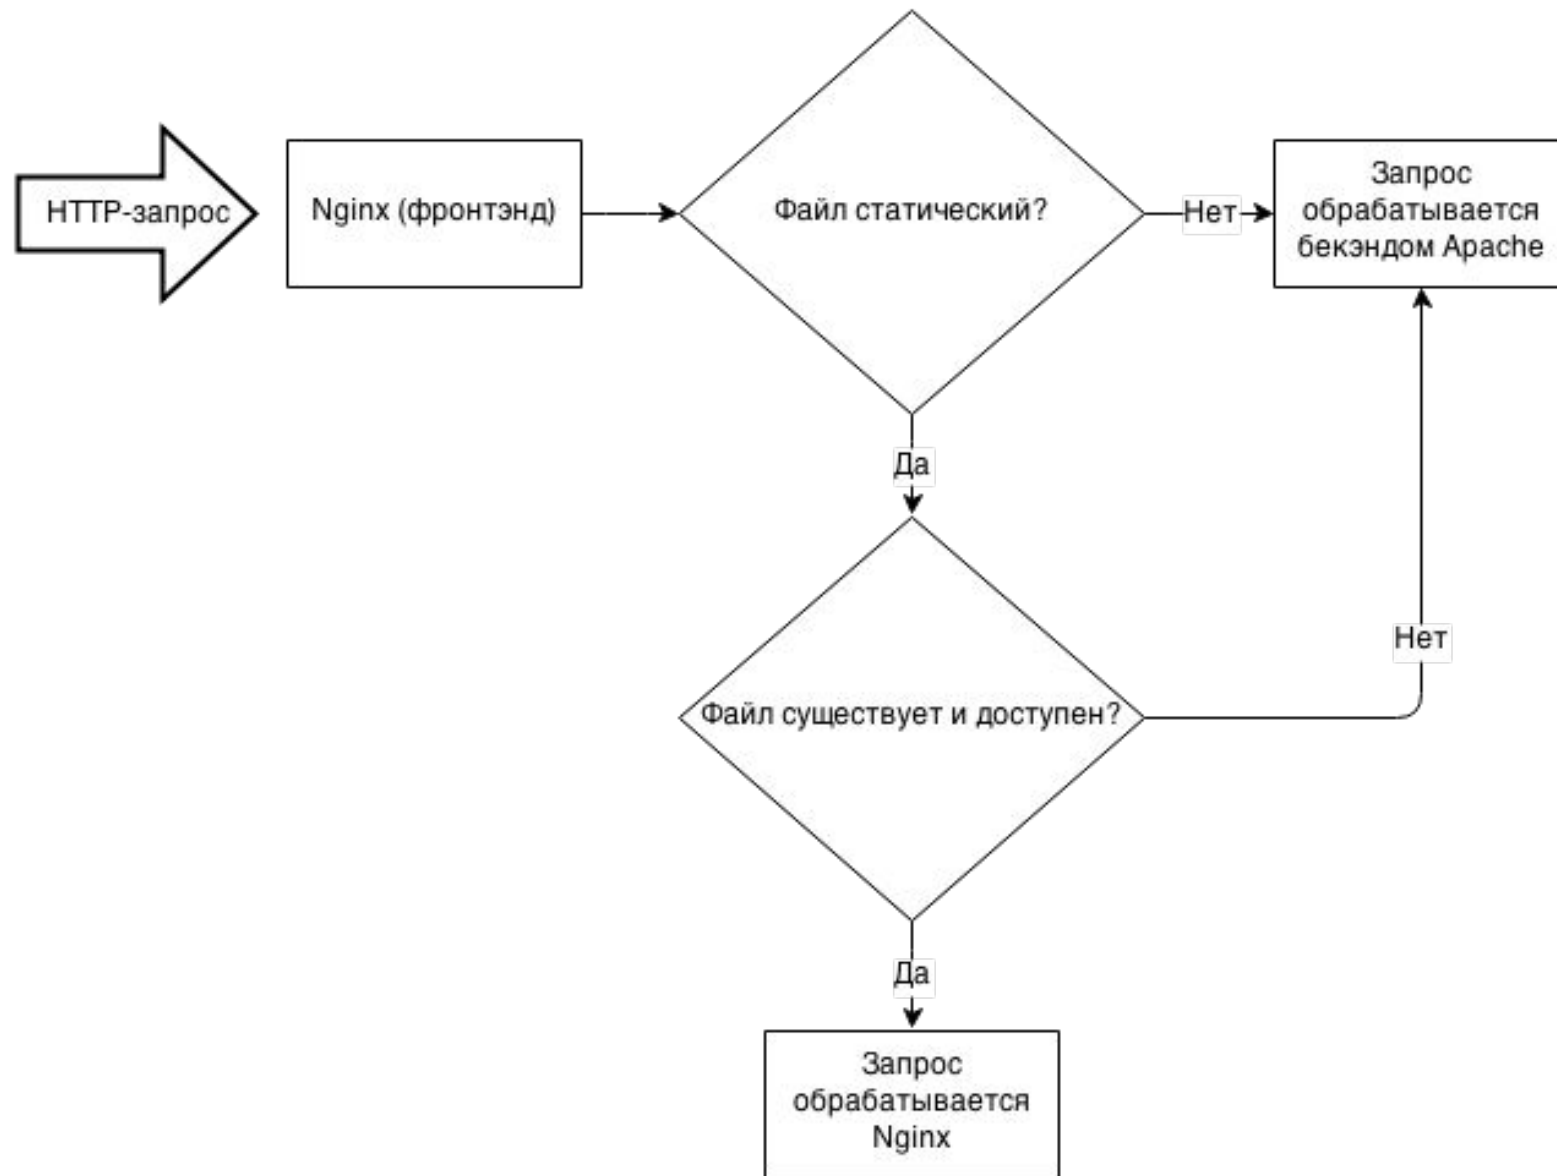 HTTP-запрос
Nginx (фронтэнд)
Файл статический?
Нет
Запрос
обрабатывается
бекэндом Apache
Да
Нет
Файл существует и доступен?
Да
Запрос
обрабатывается
Nginx